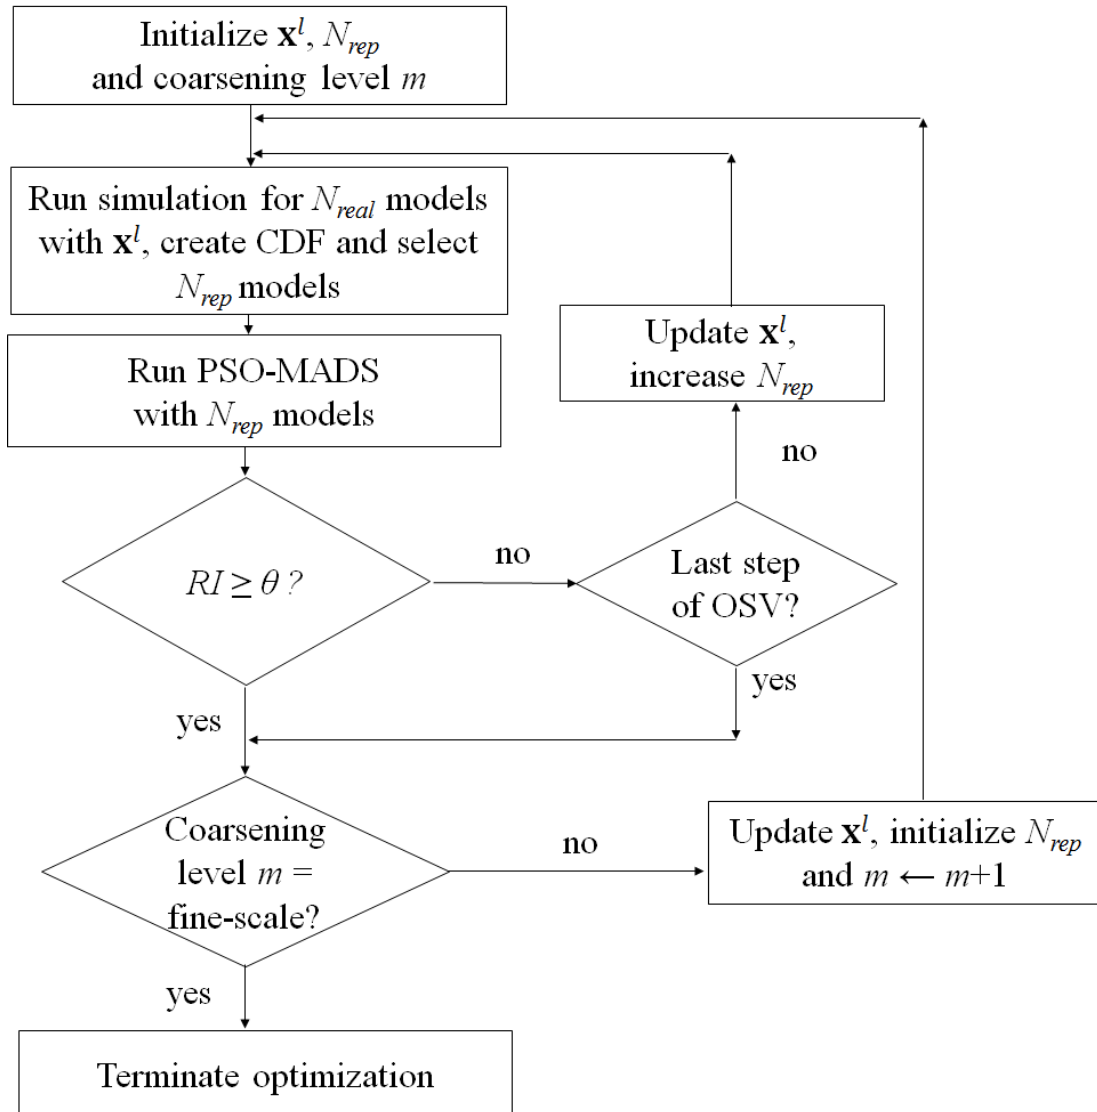 Initialize x^l, N_rep
and coarsening level m
Run simulation for N_real models
with x^l, create CDF and select
N_rep models
Run PSO-MADS
with N_rep models
Update x^l,
increase N_rep
no
RI ≥ θ ?
no
Last step
of OSV?
yes
yes
Coarsening
level m =
fine-scale?
no
Update x^l, initialize N_rep
and m ← m+1
yes
Terminate optimization